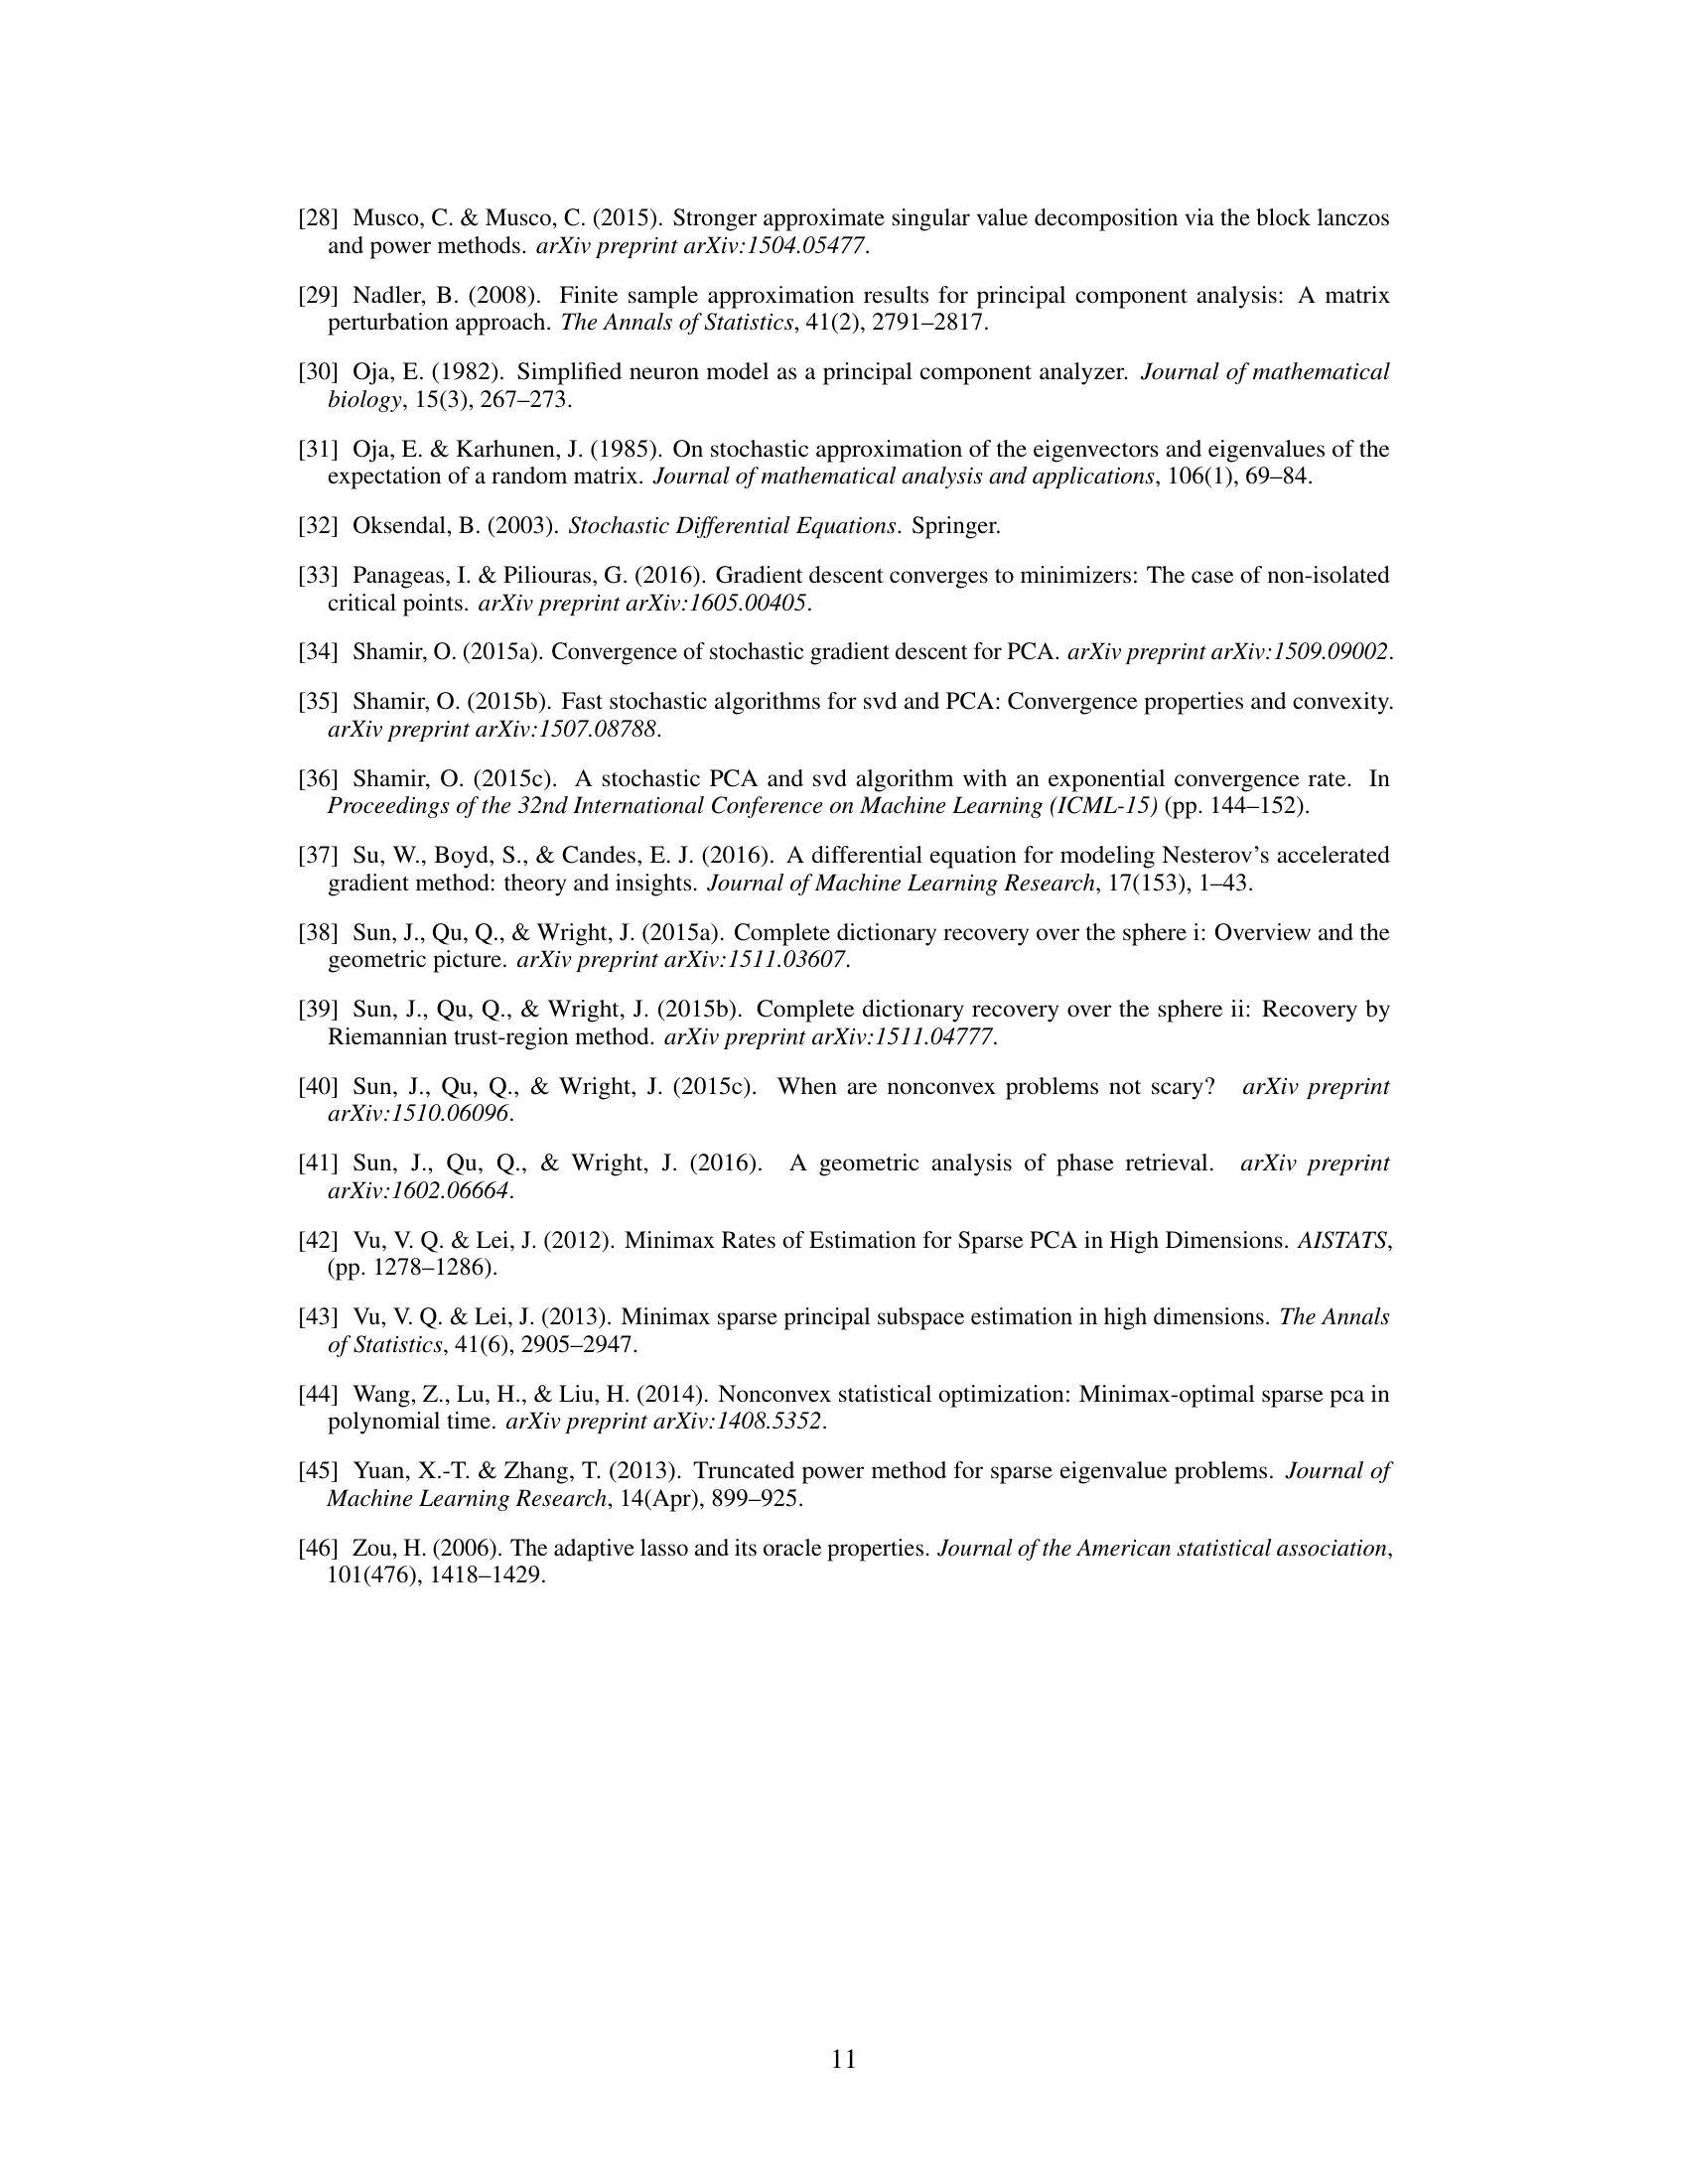 [28] Musco, C. & Musco, C. (2015). Stronger approximate singular value decomposition via the block lanczos
and power methods. arXiv preprint arXiv:1504.05477.
[29] Nadler, B. (2008). Finite sample approximation results for principal component analysis: A matrix
perturbation approach. The Annals of Statistics, 41(2), 2791–2817.
[30] Oja, E. (1982). Simplified neuron model as a principal component analyzer. Journal of mathematical
biology, 15(3), 267–273.
[31] Oja, E. & Karhunen, J. (1985). On stochastic approximation of the eigenvectors and eigenvalues of the
expectation of a random matrix. Journal of mathematical analysis and applications, 106(1), 69–84.
[32] Oksendal, B. (2003). Stochastic Differential Equations. Springer.
[33] Panageas, I. & Piliouras, G. (2016). Gradient descent converges to minimizers: The case of non-isolated
critical points. arXiv preprint arXiv:1605.00405.
[34] Shamir, O. (2015a). Convergence of stochastic gradient descent for PCA. arXiv preprint arXiv:1509.09002.
[35] Shamir, O. (2015b). Fast stochastic algorithms for svd and PCA: Convergence properties and convexity.
arXiv preprint arXiv:1507.08788.
[36] Shamir, O. (2015c). A stochastic PCA and svd algorithm with an exponential convergence rate. In
Proceedings of the 32nd International Conference on Machine Learning (ICML-15) (pp. 144–152).
[37] Su, W., Boyd, S., & Candes, E. J. (2016). A differential equation for modeling Nesterov's accelerated
gradient method: theory and insights. Journal of Machine Learning Research, 17(153), 1–43.
[38] Sun, J., Qu, Q., & Wright, J. (2015a). Complete dictionary recovery over the sphere i: Overview and the
geometric picture. arXiv preprint arXiv:1511.03607.
[39] Sun, J., Qu, Q., & Wright, J. (2015b). Complete dictionary recovery over the sphere ii: Recovery by
Riemannian trust-region method. arXiv preprint arXiv:1511.04777.
[40] Sun, J., Qu, Q., & Wright, J. (2015c). When are nonconvex problems not scary? arXiv preprint
arXiv:1510.06096.
[41] Sun, J., Qu, Q., & Wright, J. (2016). A geometric analysis of phase retrieval. arXiv preprint
arXiv:1602.06664.
[42] Vu, V. Q. & Lei, J. (2012). Minimax Rates of Estimation for Sparse PCA in High Dimensions. AISTATS,
(pp. 1278–1286).
[43] Vu, V. Q. & Lei, J. (2013). Minimax sparse principal subspace estimation in high dimensions. The Annals
of Statistics, 41(6), 2905–2947.
[44] Wang, Z., Lu, H., & Liu, H. (2014). Nonconvex statistical optimization: Minimax-optimal sparse pca in
polynomial time. arXiv preprint arXiv:1408.5352.
[45] Yuan, X.-T. & Zhang, T. (2013). Truncated power method for sparse eigenvalue problems. Journal of
Machine Learning Research, 14(Apr), 899–925.
[46] Zou, H. (2006). The adaptive lasso and its oracle properties. Journal of the American statistical association,
101(476), 1418–1429.
11